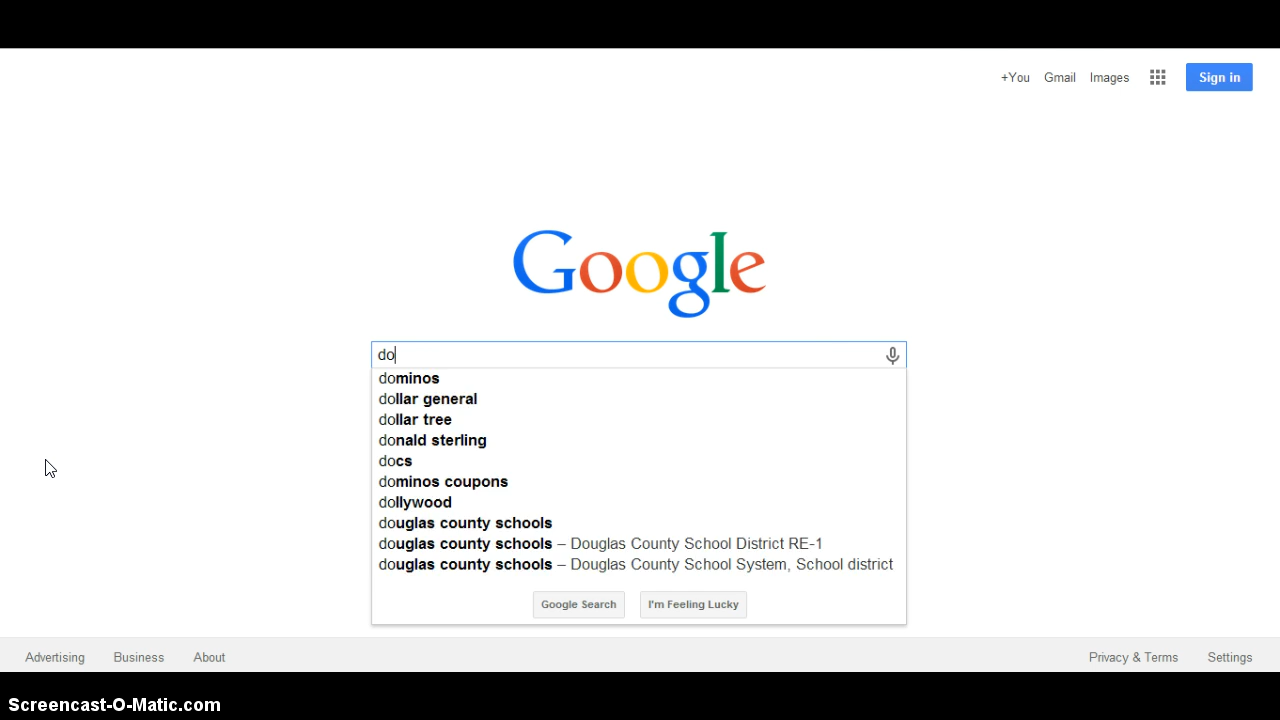 +You Gmail Images Sign in
Google
do
dominos
dollar general
dollar tree
donald sterling
docs
dominos coupons
dollywood
douglas county schools
douglas county schools – Douglas County School District RE-1
douglas county schools – Douglas County School System, School district
Google Search I'm Feeling Lucky
Advertising Business About Privacy & Terms Settings
Screencast-O-Matic.com